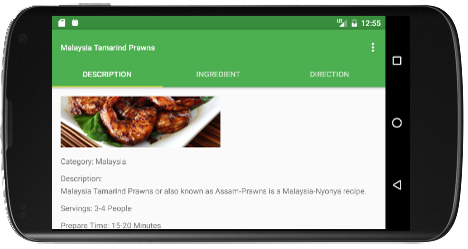 12:55
Malaysia Tamarind Prawns
DESCRIPTION INGREDIENT DIRECTION
Category: Malaysia
Description:
Malaysia Tamarind Prawns or also known as Assam-Prawns is a Malaysia-Nyonya recipe.
Servings: 3-4 People
Prepare Time: 15-20 Minutes